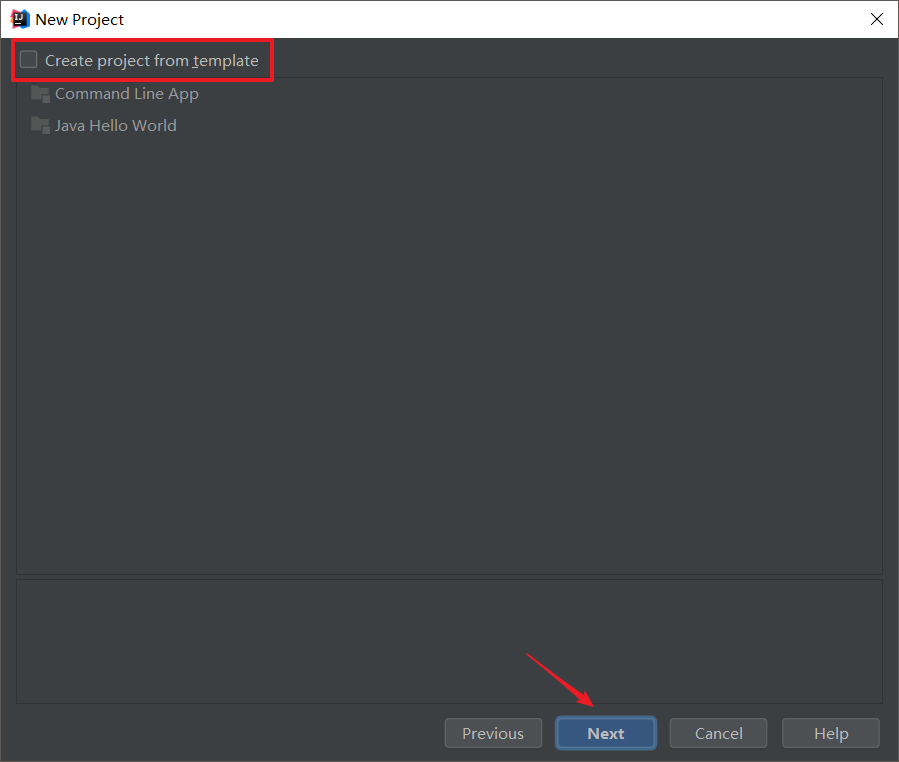 New Project
Create project from template
Command Line App
Java Hello World
Previous Next Cancel Help